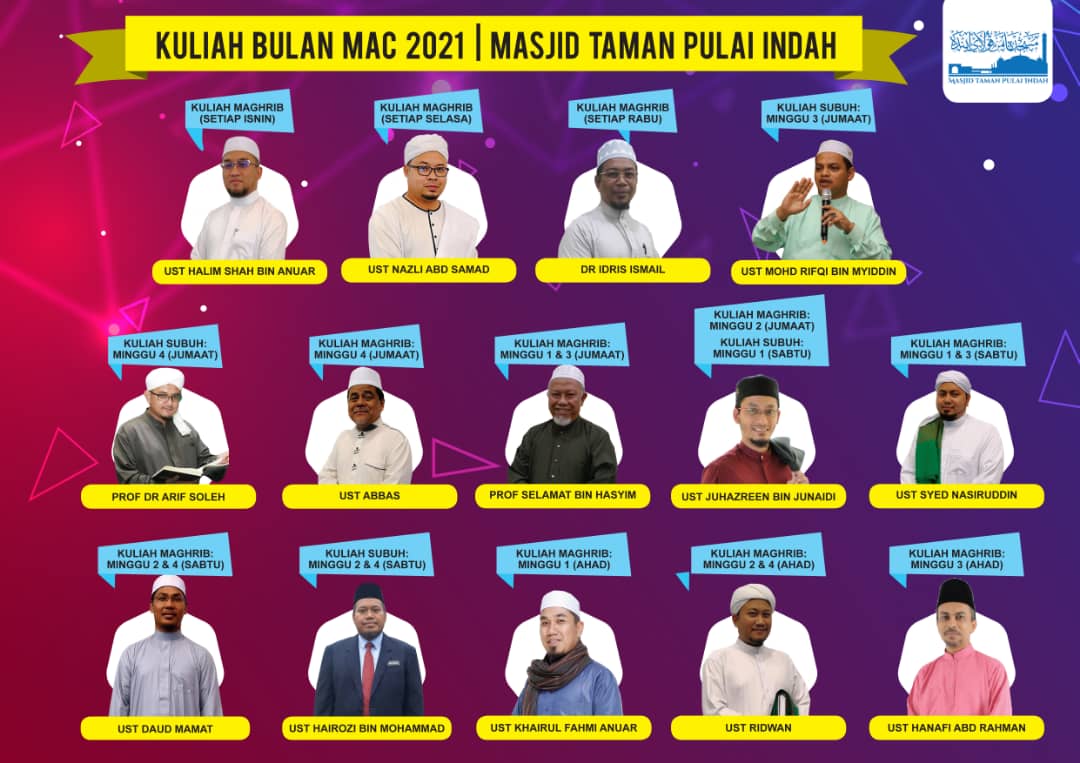 KULIAH BULAN MAC 2021 | MASJID TAMAN PULAI INDAH
MASJID TAMAN PULAI INDAH
KULIAH MAGHRIB
(SETIAP ISNIN)
UST HALIM SHAH BIN ANUAR
KULIAH MAGHRIB
(SETIAP SELASA)
UST NAZLI ABD SAMAD
KULIAH MAGHRIB
(SETIAP RABU)
DR IDRIS ISMAIL
KULIAH SUBUH:
MINGGU 3 (JUMAAT)
UST MOHD RIFQI BIN MYIDDIN
KULIAH SUBUH:
MINGGU 4 (JUMAAT)
PROF DR ARIF SOLEH
KULIAH MAGHRIB:
MINGGU 4 (JUMAAT)
UST ABBAS
KULIAH MAGHRIB:
MINGGU 1 & 3 (JUMAAT)
PROF SELAMAT BIN HASYIM
KULIAH MAGHRIB:
MINGGU 2 (JUMAAT)
KULIAH SUBUH:
MINGGU 1 (SABTU)
UST JUHAZREEN BIN JUNAIDI
KULIAH MAGHRIB:
MINGGU 1 & 3 (SABTU)
UST SYED NASIRUDDIN
KULIAH MAGHRIB:
MINGGU 2 & 4 (SABTU)
UST DAUD MAMAT
KULIAH SUBUH:
MINGGU 2 & 4 (SABTU)
UST HAIROZI BIN MOHAMMAD
KULIAH MAGHRIB:
MINGGU 1 (AHAD)
UST KHAIRUL FAHMI ANUAR
KULIAH MAGHRIB:
MINGGU 2 & 4 (AHAD)
UST RIDWAN
KULIAH MAGHRIB:
MINGGU 3 (AHAD)
UST HANAFI ABD RAHMAN